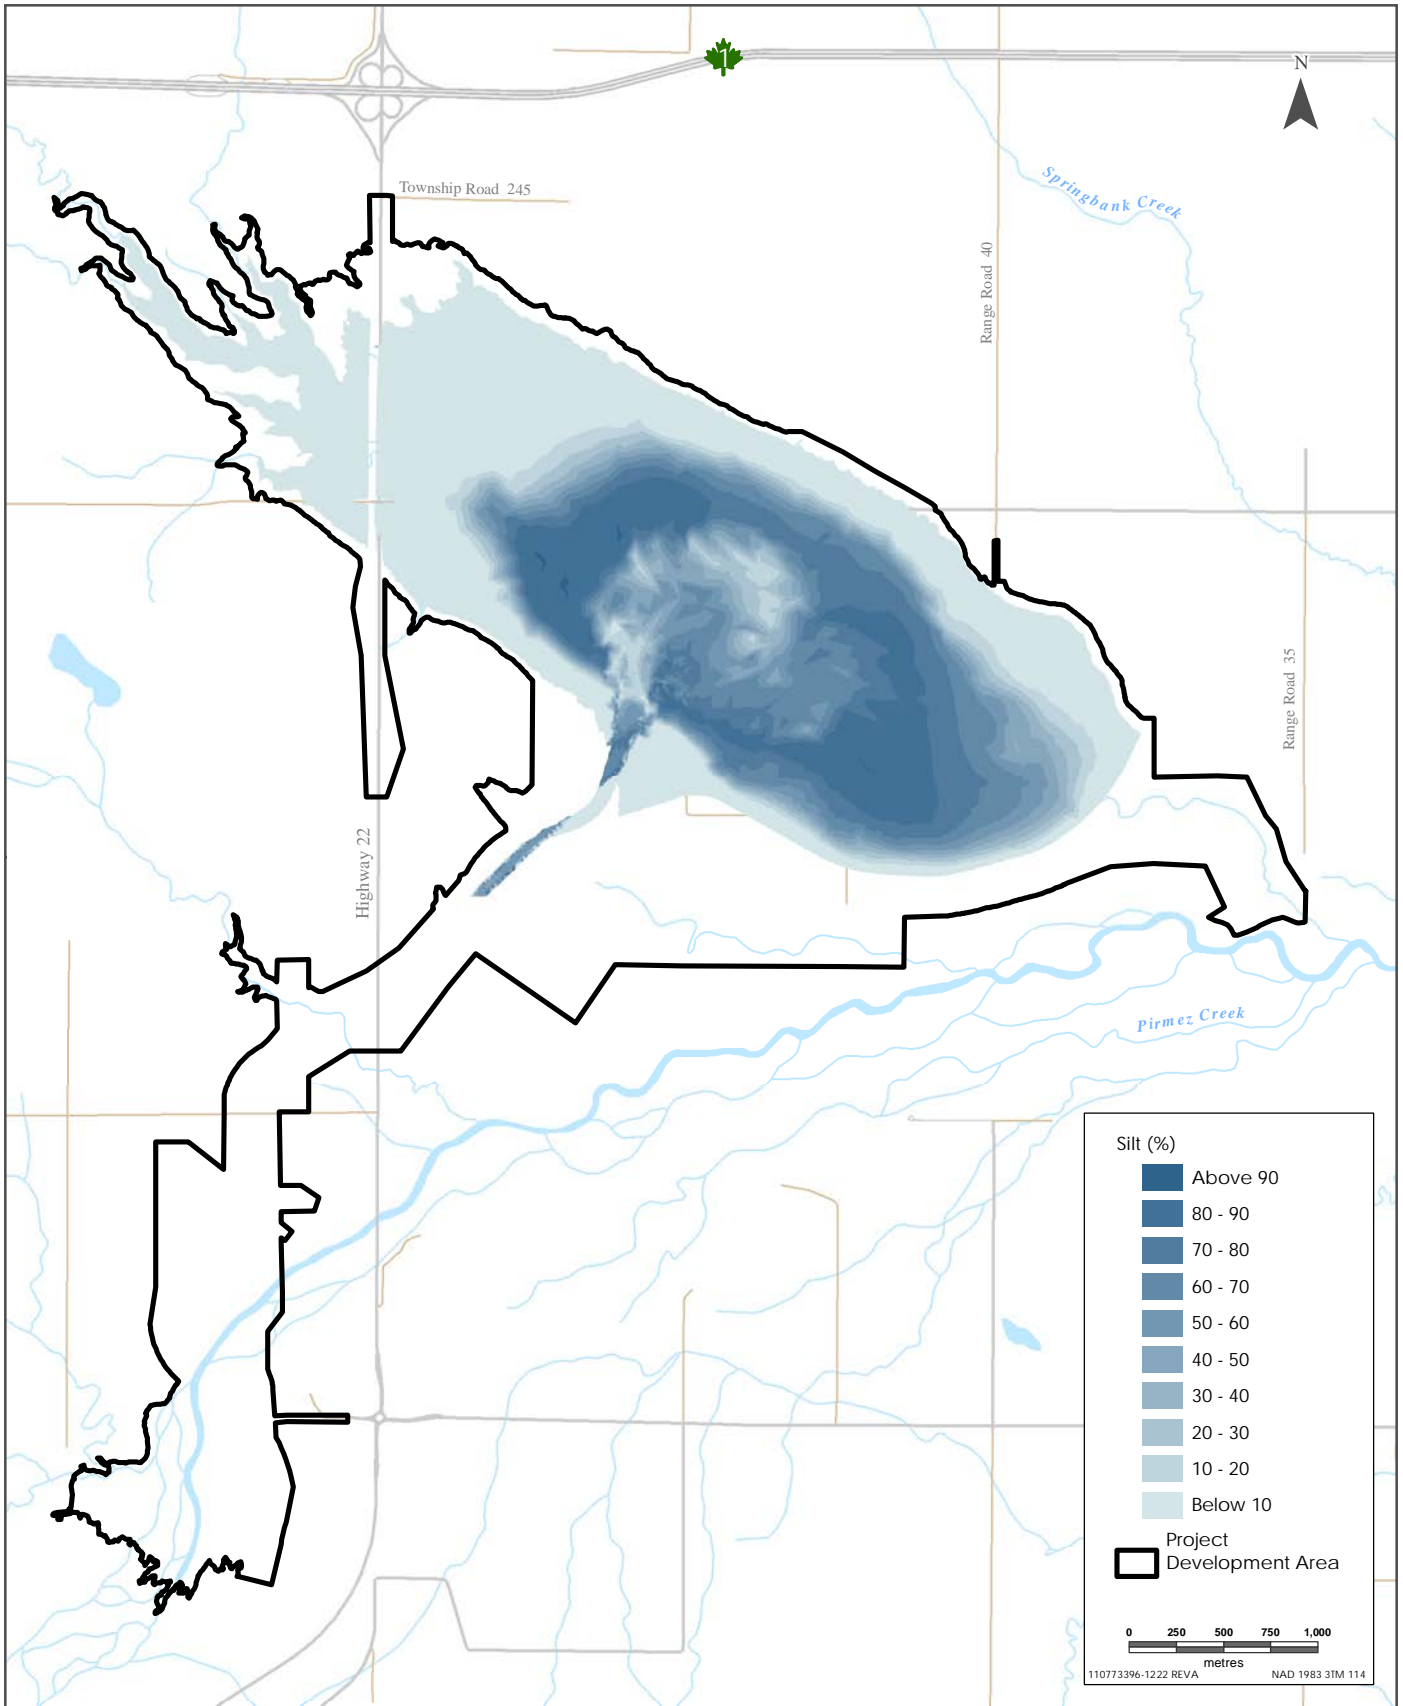 1
N
Township Road 245
Springbank Creek
Range Road 40
Range Road 35
Highway 22
Pirmez Creek
Silt (%)
Above 90
80 - 90
70 - 80
60 - 70
50 - 60
40 - 50
30 - 40
20 - 30
10 - 20
Below 10
Project
Development Area
0 250 500 750 1,000
metres
110773396-1222 REVA NAD 1983 3TM 114